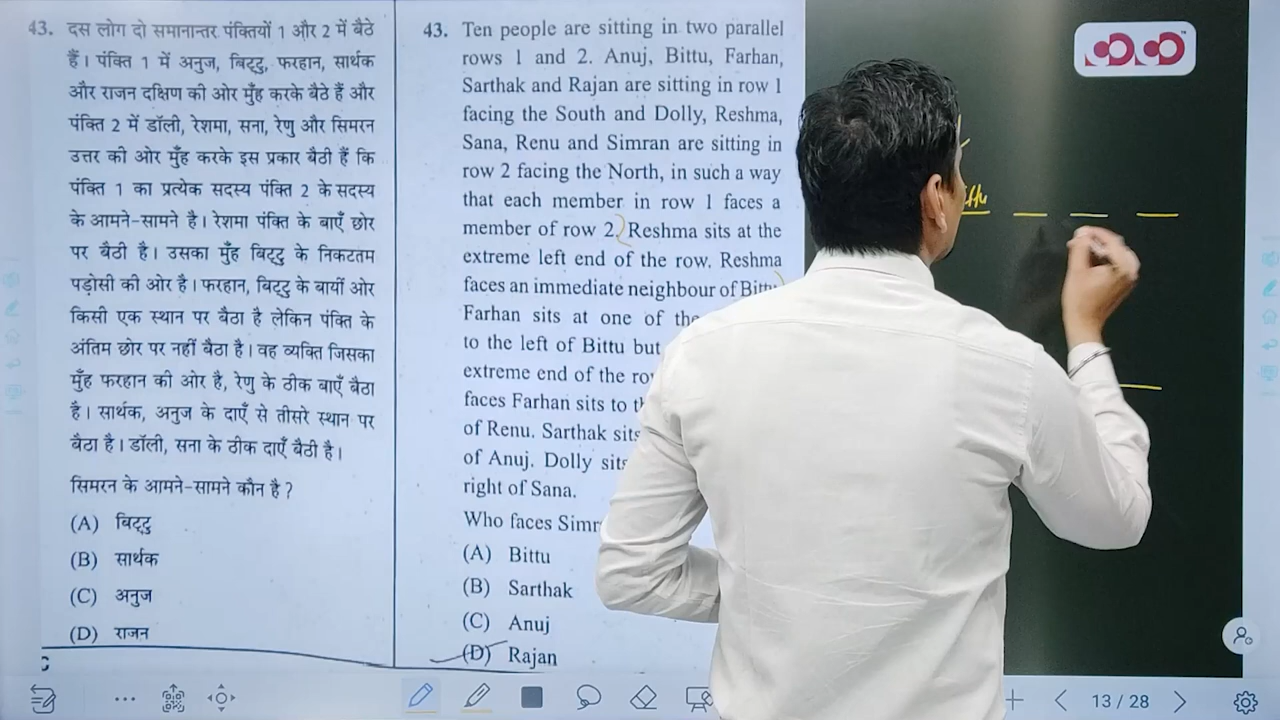 43. दस लोग दो समानान्तर पंक्तियों 1 और 2 में बैठे
हैं। पंक्ति 1 में अनुज, बिट्टु, फरहान, सार्थक
और राजन दक्षिण की ओर मुँह करके बैठे हैं और
पंक्ति 2 में डॉली, रेशमा, सना, रेणु और सिमरन
उत्तर की ओर मुँह करके इस प्रकार बैठी हैं कि
पंक्ति 1 का प्रत्येक सदस्य पंक्ति 2 के सदस्य
के आमने-सामने है। रेशमा पंक्ति के बाएँ छोर
पर बैठी है। उसका मुँह बिट्टु के निकटतम
पड़ोसी की ओर है। फरहान, बिट्टु के बायीं ओर
किसी एक स्थान पर बैठा है लेकिन पंक्ति के
अंतिम छोर पर नहीं बैठा है। वह व्यक्ति जिसका
मुँह फरहान की ओर है, रेणु के ठीक बाएँ बैठा
है। सार्थक, अनुज के दाएँ से तीसरे स्थान पर
बैठा है। डॉली, सना के ठीक दाएँ बैठी है।
सिमरन के आमने-सामने कौन है?
(A) बिट्टु
(B) सार्थक
(C) अनुज
(D) राजन
43. Ten people are sitting in two parallel
rows 1 and 2. Anuj, Bittu, Farhan,
Sarthak and Rajan are sitting in row 1
facing the South and Dolly, Reshma,
Sana, Renu and Simran are sitting in
row 2 facing the North, in such a way
that each member in row 1 faces a
member of row 2. Reshma sits at the
extreme left end of the row. Reshma
faces an immediate neighbour of Bittu
Farhan sits at one of the
to the left of Bittu but
extreme end of the
faces Farhan sits to
of Renu. Sarthak sits
of Anuj. Dolly sits
right of Sana.
Who faces
(A) Bittu
(B) Sarthak
(C) Anuj
(D) Rajan
13 / 28